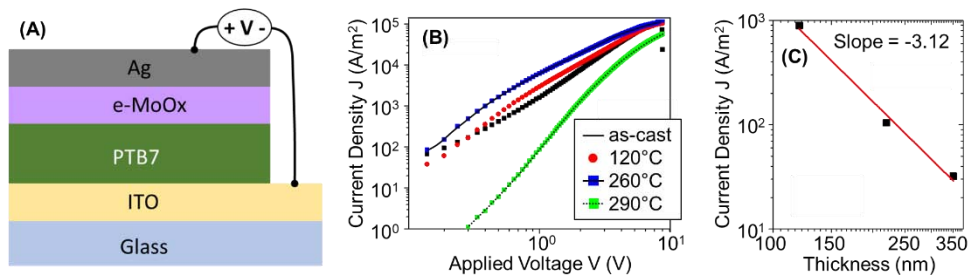 (A)
+ V -
Ag
e-MoOx
PTB7
ITO
Glass
(B)
Current Density J (A/m²)
10⁵
10⁴
10³
10²
10¹
10⁰
as-cast
120°C
260°C
290°C
10⁰
10¹
Applied Voltage V (V)
(C)
Slope = -3.12
Current Density J (A/m²)
10³
10²
10¹
100
150
250
350
Thickness (nm)